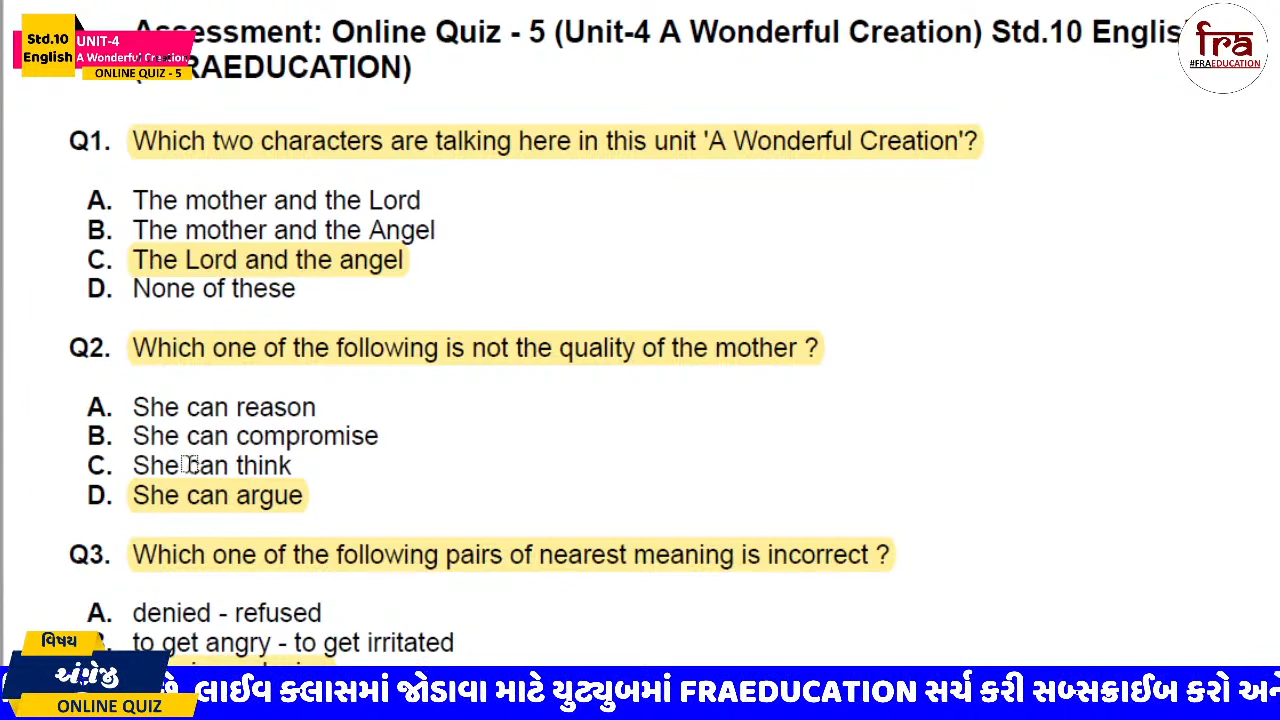 Std.10
English
UNIT-4
A Wonderful Creation
ONLINE QUIZ - 5
Assessment: Online Quiz - 5 (Unit-4 A Wonderful Creation) Std.10 English
(FRAEDUCATION)
fra
#FRAEDUCATION
Q1. Which two characters are talking here in this unit 'A Wonderful Creation'?
A. The mother and the Lord
B. The mother and the Angel
C. The Lord and the angel
D. None of these
Q2. Which one of the following is not the quality of the mother ?
A. She can reason
B. She can compromise
C. She can think
D. She can argue
Q3. Which one of the following pairs of nearest meaning is incorrect ?
A. denied - refused
B. to get angry - to get irritated
વિષય
અંગ્રેજી
ONLINE QUIZ
છે. લાઈવ ક્લાસમાં જોડાવા માટે યુટ્યુબમાં FRAEDUCATION સર્ચ કરી સબ્સક્રાઈબ કરો અને